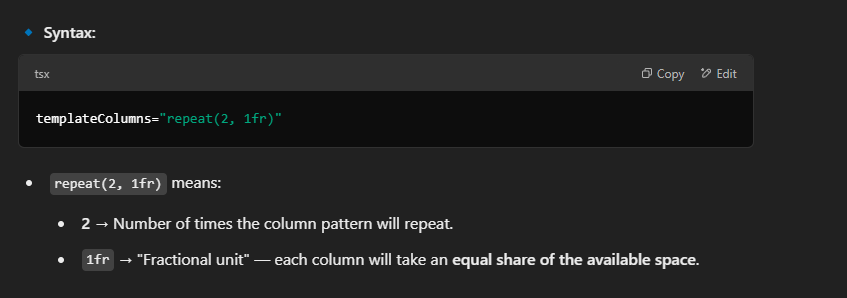 Syntax:
tsx
Copy Edit
templateColumns="repeat(2, 1fr)"
• repeat(2, 1fr) means:
• 2 → Number of times the column pattern will repeat.
• 1fr → "Fractional unit" — each column will take an equal share of the available space.